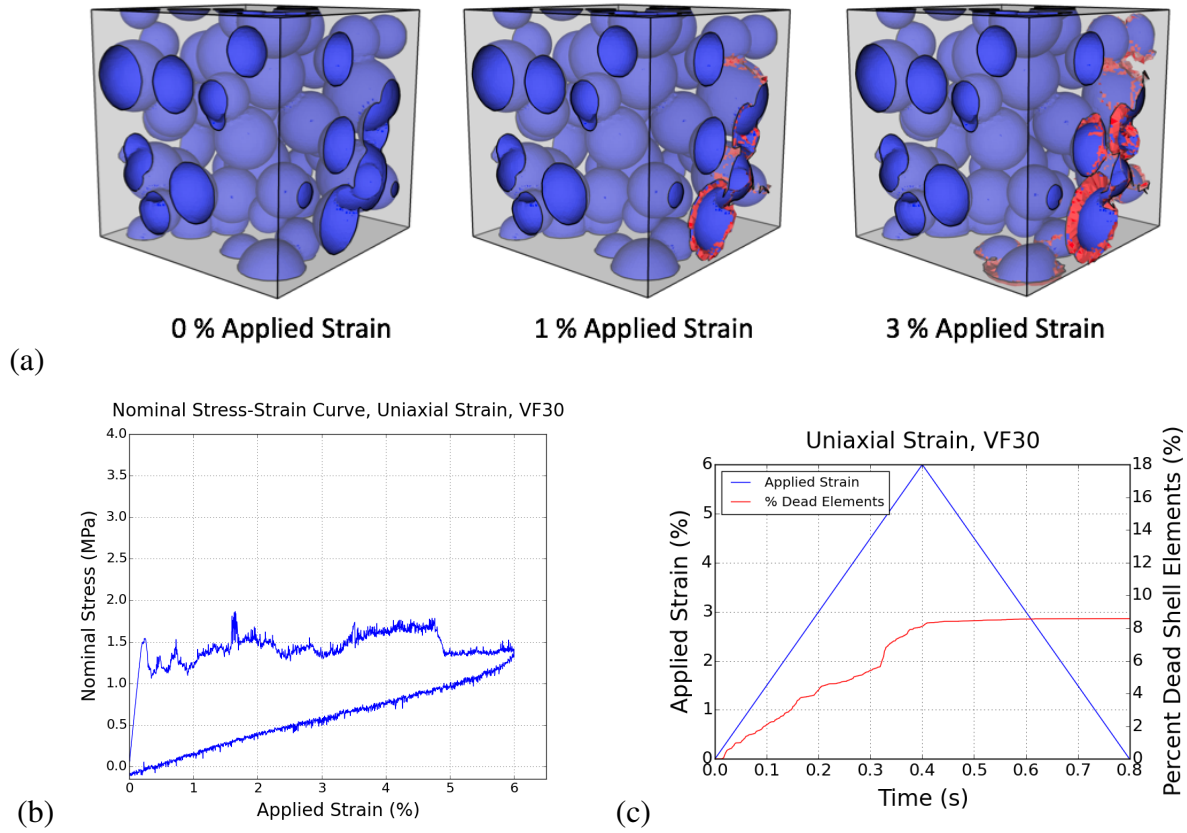 0 % Applied Strain
1 % Applied Strain
3 % Applied Strain
(a)
Nominal Stress-Strain Curve, Uniaxial Strain, VF30
4.0
3.5
3.0
2.5
2.0
1.5
1.0
0.5
0.0
Nominal Stress (MPa)
0
1
2
3
4
5
6
Applied Strain (%)
(b)
Uniaxial Strain, VF30
Applied Strain
% Dead Elements
6
5
4
3
2
1
0
Applied Strain (%)
18
16
14
12
10
8
6
4
2
0
Percent Dead Shell Elements (%)
0.0
0.1
0.2
0.3
0.4
0.5
0.6
0.7
0.8
Time (s)
(c)